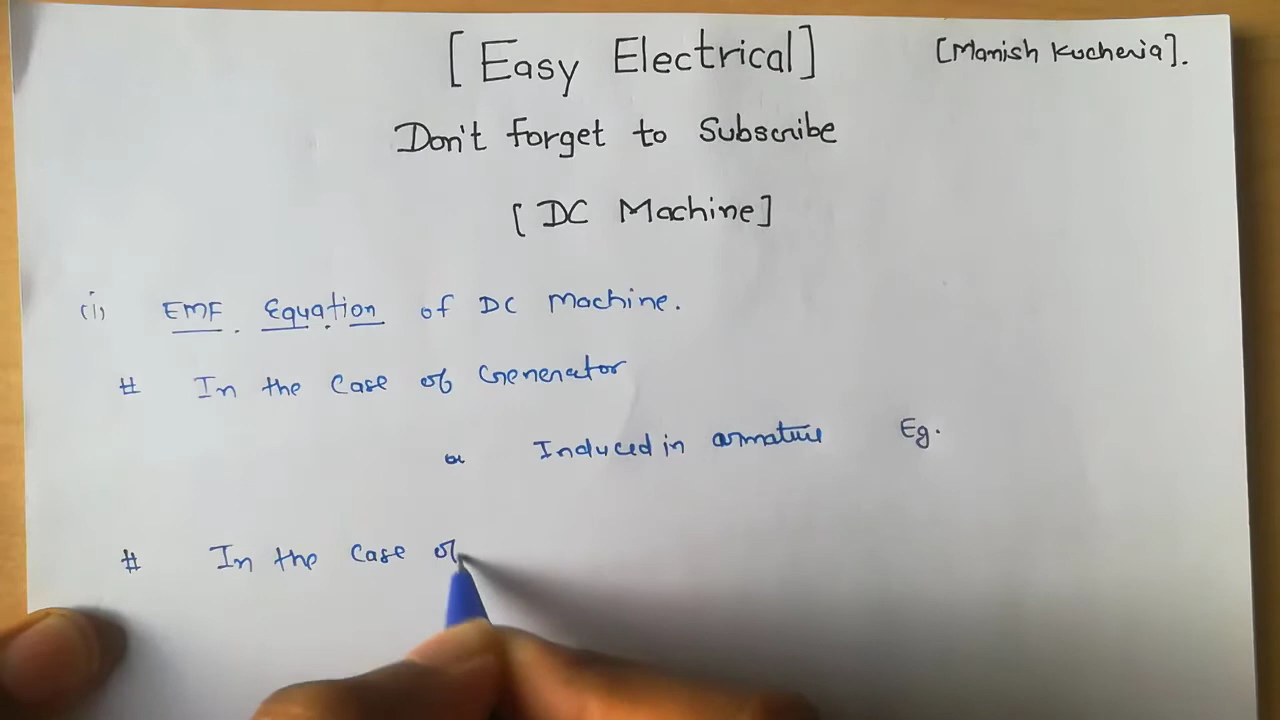 [Easy Electrical] [Manish Kucheria].
Don't forget to Subscribe
[DC Machine]
(i) EMF Equation of DC Machine.
# In the Case of Generator
or Induced in armature Eg.
# In the Case of